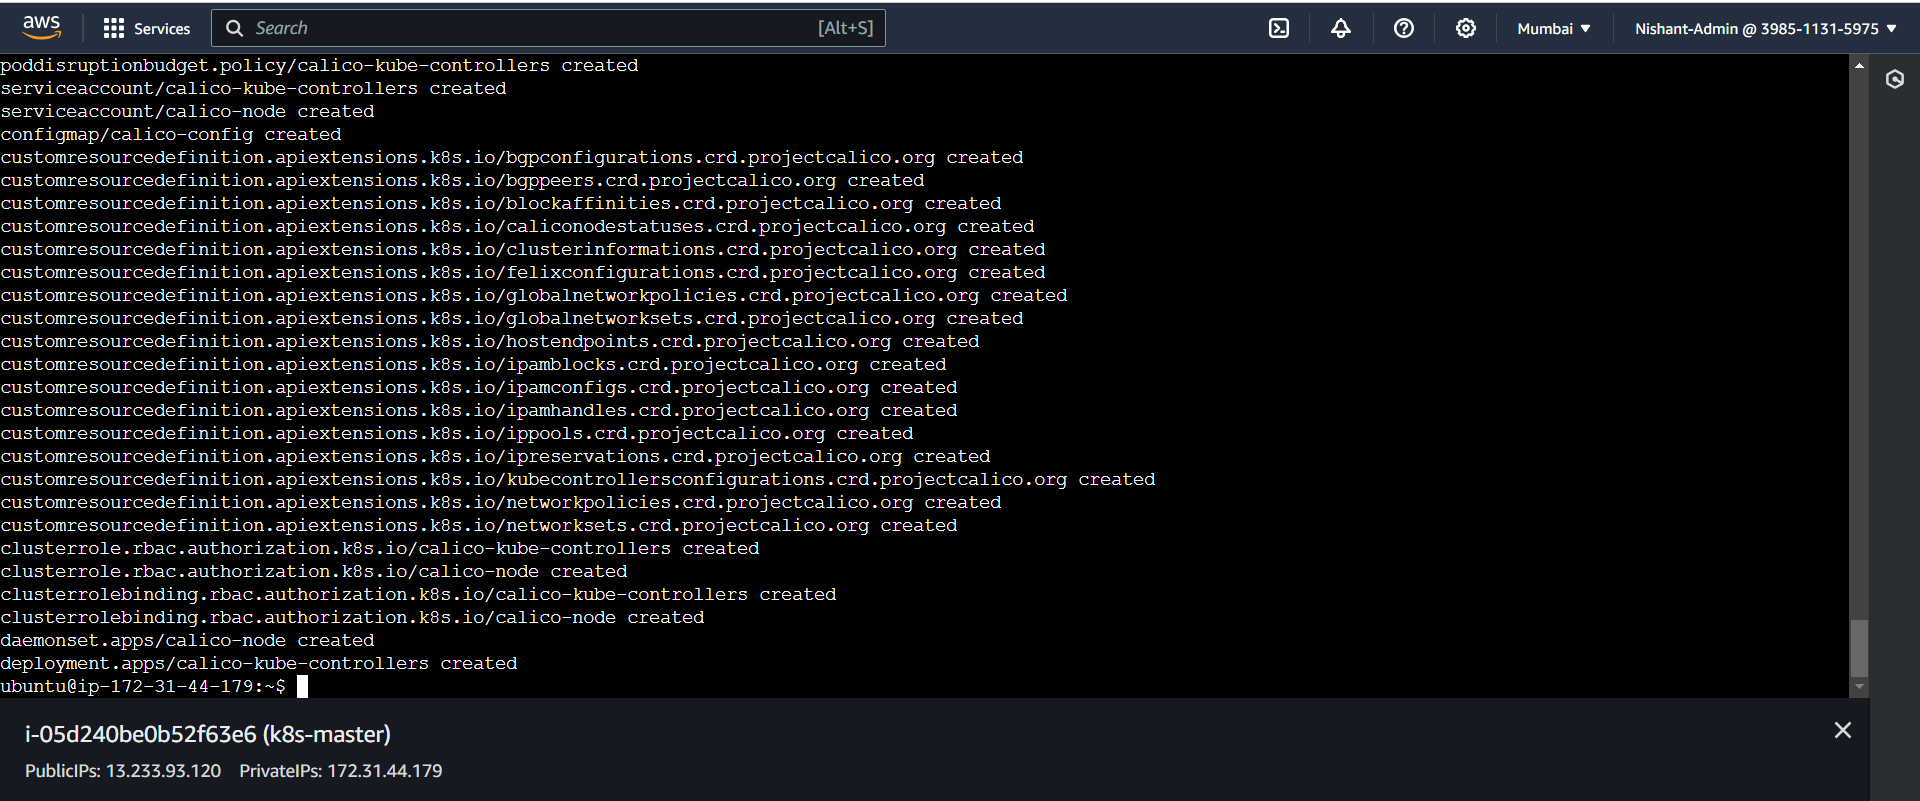 aws Services Search [Alt+S] Mumbai ▼ Nishant-Admin @ 3985-1131-5975 ▼
poddisruptionbudget.policy/calico-kube-controllers created
serviceaccount/calico-kube-controllers created
serviceaccount/calico-node created
configmap/calico-config created
customresourcedefinition.apiextensions.k8s.io/bgpconfigurations.crd.projectcalico.org created
customresourcedefinition.apiextensions.k8s.io/bgppeers.crd.projectcalico.org created
customresourcedefinition.apiextensions.k8s.io/blockaffinities.crd.projectcalico.org created
customresourcedefinition.apiextensions.k8s.io/caliconodestatuses.crd.projectcalico.org created
customresourcedefinition.apiextensions.k8s.io/clusterinformations.crd.projectcalico.org created
customresourcedefinition.apiextensions.k8s.io/felixconfigurations.crd.projectcalico.org created
customresourcedefinition.apiextensions.k8s.io/globalnetworkpolicies.crd.projectcalico.org created
customresourcedefinition.apiextensions.k8s.io/globalnetworksets.crd.projectcalico.org created
customresourcedefinition.apiextensions.k8s.io/hostendpoints.crd.projectcalico.org created
customresourcedefinition.apiextensions.k8s.io/ipamblocks.crd.projectcalico.org created
customresourcedefinition.apiextensions.k8s.io/ipamconfigs.crd.projectcalico.org created
customresourcedefinition.apiextensions.k8s.io/ipamhandles.crd.projectcalico.org created
customresourcedefinition.apiextensions.k8s.io/ippools.crd.projectcalico.org created
customresourcedefinition.apiextensions.k8s.io/ipreservations.crd.projectcalico.org created
customresourcedefinition.apiextensions.k8s.io/kubecontrollersconfigurations.crd.projectcalico.org created
customresourcedefinition.apiextensions.k8s.io/networkpolicies.crd.projectcalico.org created
customresourcedefinition.apiextensions.k8s.io/networksets.crd.projectcalico.org created
clusterrole.rbac.authorization.k8s.io/calico-kube-controllers created
clusterrole.rbac.authorization.k8s.io/calico-node created
clusterrolebinding.rbac.authorization.k8s.io/calico-kube-controllers created
clusterrolebinding.rbac.authorization.k8s.io/calico-node created
daemonset.apps/calico-node created
deployment.apps/calico-kube-controllers created
ubuntu@ip-172-31-44-179:~$
i-05d240be0b52f63e6 (k8s-master)
PublicIPs: 13.233.93.120 PrivateIPs: 172.31.44.179